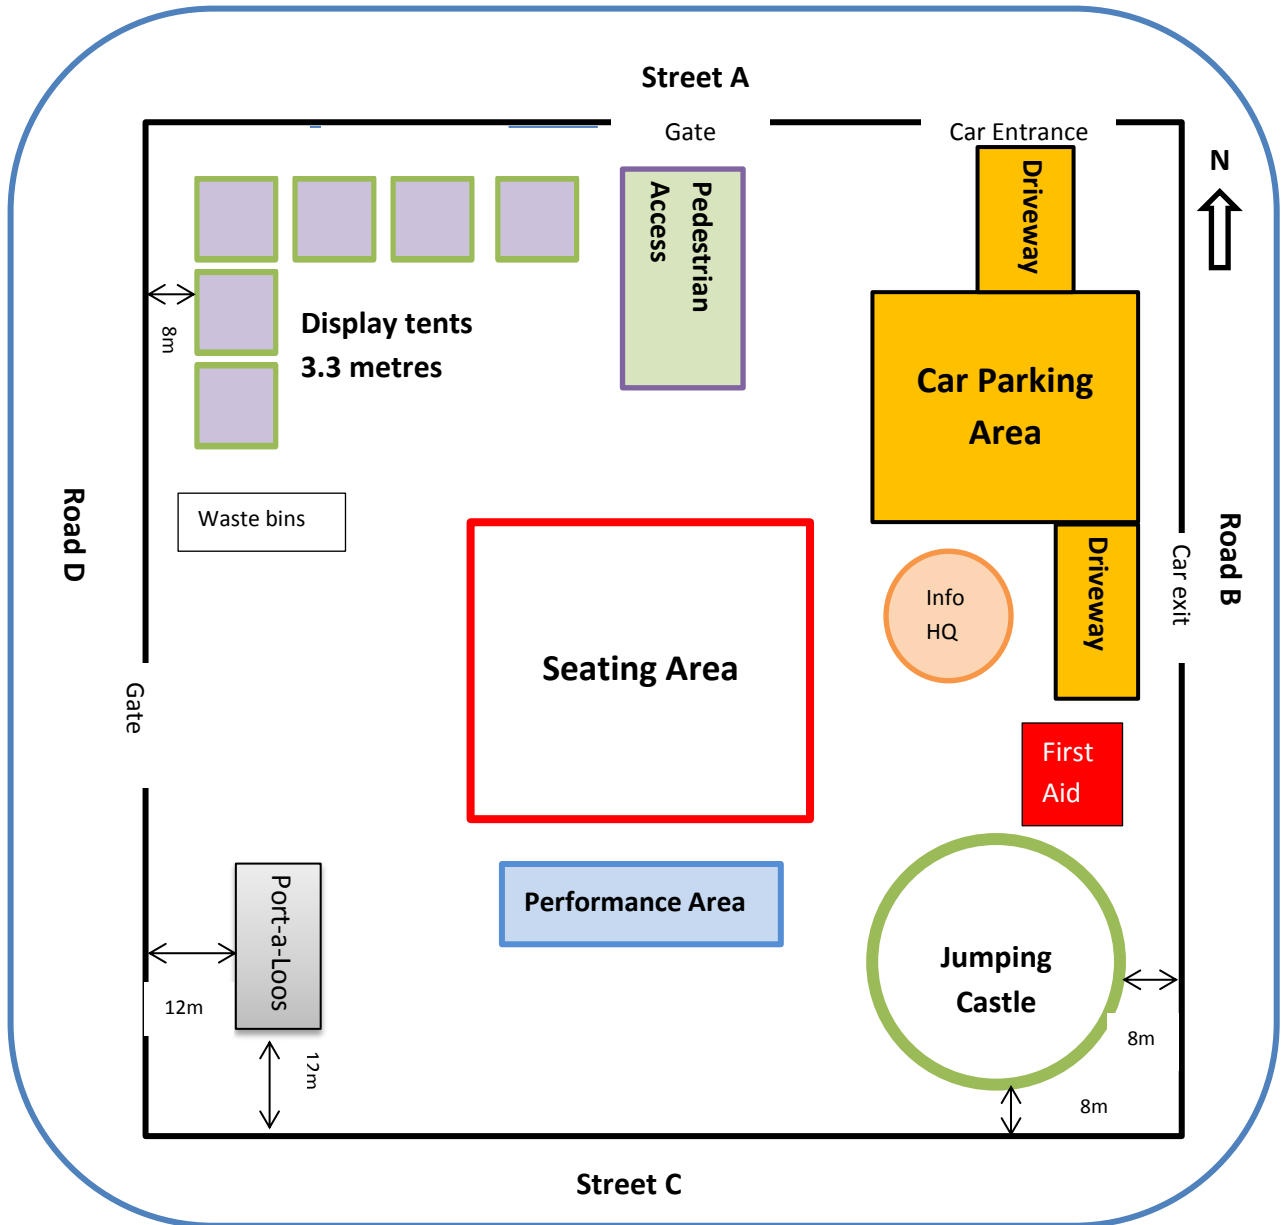 Street A
Gate
Car Entrance
N
Driveway
Pedestrian
Access
8m
Display tents
3.3 metres
Car Parking
Area
Road D
Waste bins
Road B
Car exit
Driveway
Info
HQ
Seating Area
Gate
First
Aid
Port-a-Loos
Performance Area
Jumping
Castle
12m
8m
12m
8m
Street C